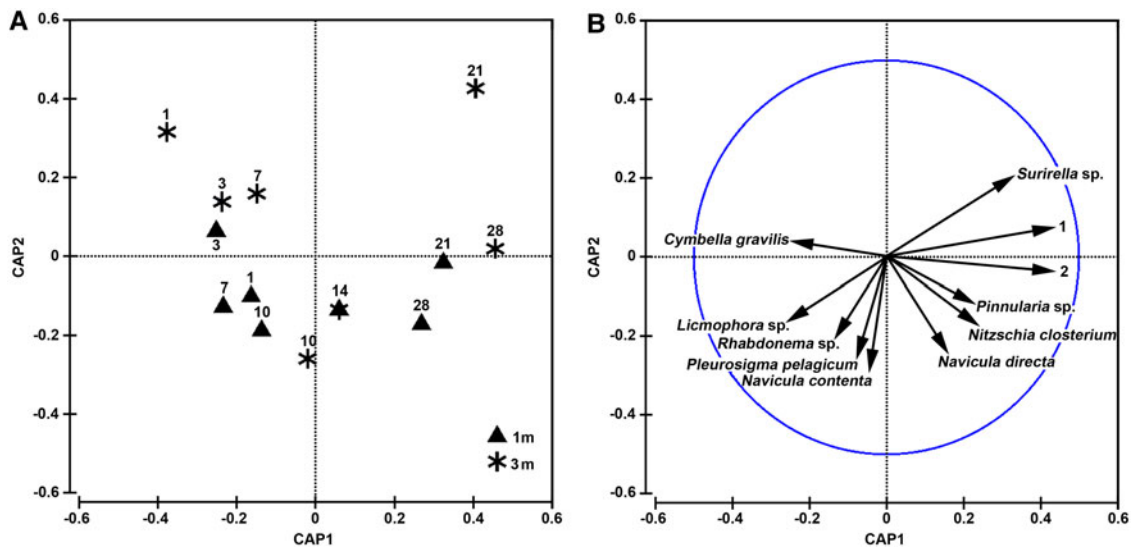 A
B
0.6
0.4
0.2
0
-0.2
-0.4
-0.6
CAP2
-0.6
-0.4
-0.2
0
0.2
0.4
0.6
CAP1
1
3
7
21
3
28
21
7
1
10
14
28
10
1m
3m
0.6
0.4
0.2
0
-0.2
-0.4
-0.6
CAP2
-0.6
-0.4
-0.2
0
0.2
0.4
0.6
CAP1
Surirella sp.
1
Cymbella gravilis
2
Pinnularia sp.
Licmophora sp.
Nitzschia closterium
Rhabdonema sp.
Pleurosigma pelagicum
Navicula directa
Navicula contenta